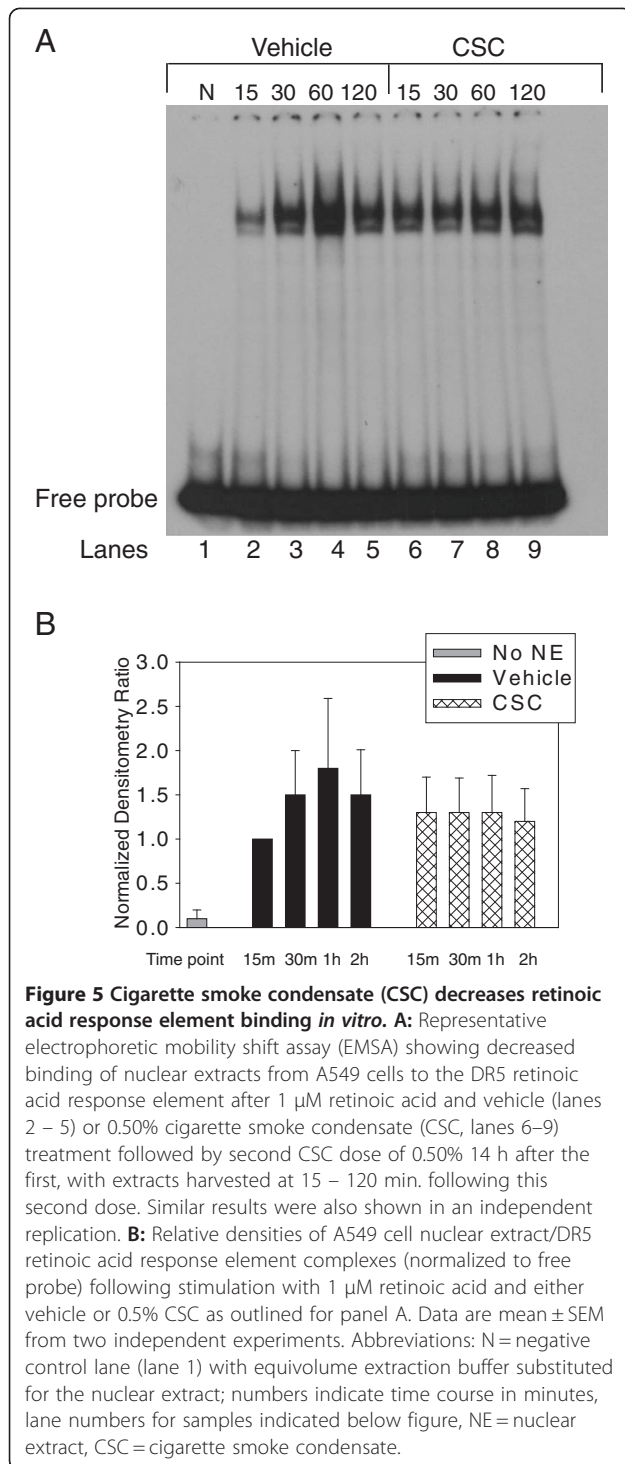 A
Vehicle CSC
N 15 30 60 120 15 30 60 120
Free probe
Lanes 1 2 3 4 5 6 7 8 9
B
No NE
Vehicle
CSC
Normalized Densitometry Ratio
3.0
2.5
2.0
1.5
1.0
0.5
0.0
Time point 15m 30m 1h 2h 15m 30m 1h 2h
Figure 5 Cigarette smoke condensate (CSC) decreases retinoic
acid response element binding in vitro. A: Representative
electrophoretic mobility shift assay (EMSA) showing decreased
binding of nuclear extracts from A549 cells to the DR5 retinoic
acid response element after 1 μM retinoic acid and vehicle (lanes
2 – 5) or 0.50% cigarette smoke condensate (CSC, lanes 6–9)
treatment followed by second CSC dose of 0.50% 14 h after the
first, with extracts harvested at 15 – 120 min. following this
second dose. Similar results were also shown in an independent
replication. B: Relative densities of A549 cell nuclear extract/DR5
retinoic acid response element complexes (normalized to free
probe) following stimulation with 1 μM retinoic acid and either
vehicle or 0.5% CSC as outlined for panel A. Data are mean ± SEM
from two independent experiments. Abbreviations: N = negative
control lane (lane 1) with equivolume extraction buffer substituted
for the nuclear extract; numbers indicate time course in minutes,
lane numbers for samples indicated below figure, NE = nuclear
extract, CSC = cigarette smoke condensate.